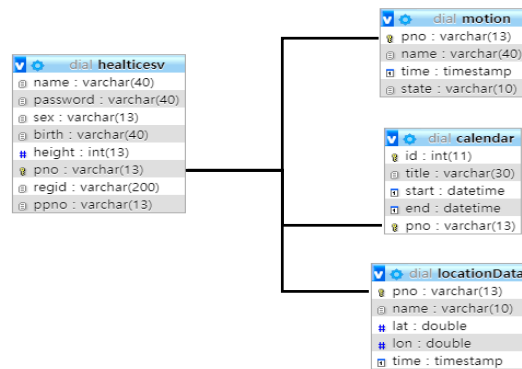 dial healticesv
name : varchar(40)
password : varchar(40)
sex : varchar(13)
birth : varchar(40)
height : int(13)
pno : varchar(13)
regid : varchar(200)
ppno : varchar(13)
dial motion
pno : varchar(13)
name : varchar(40)
time : timestamp
state : varchar(10)
dial calendar
id : int(11)
title : varchar(30)
start : datetime
end : datetime
pno : varchar(13)
dial locationData
pno : varchar(13)
name : varchar(10)
lat : double
lon : double
time : timestamp